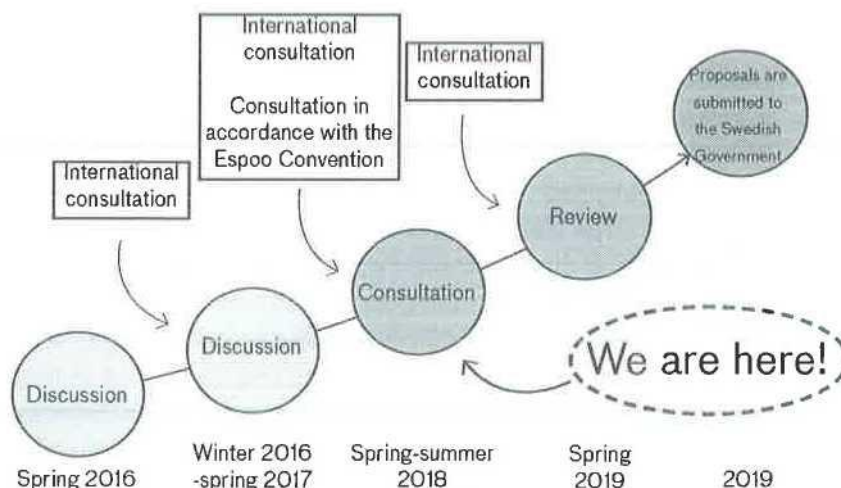 International
consultation
Consultation in
accordance with the
Espoo Convention
International
consultation
Proposals are
submitted to
the Swedish
Government
International
consultation
Review
Consultation
Discussion
We are here!
Discussion
Spring 2016
Winter 2016
-spring 2017
Spring-summer
2018
Spring
2019
2019